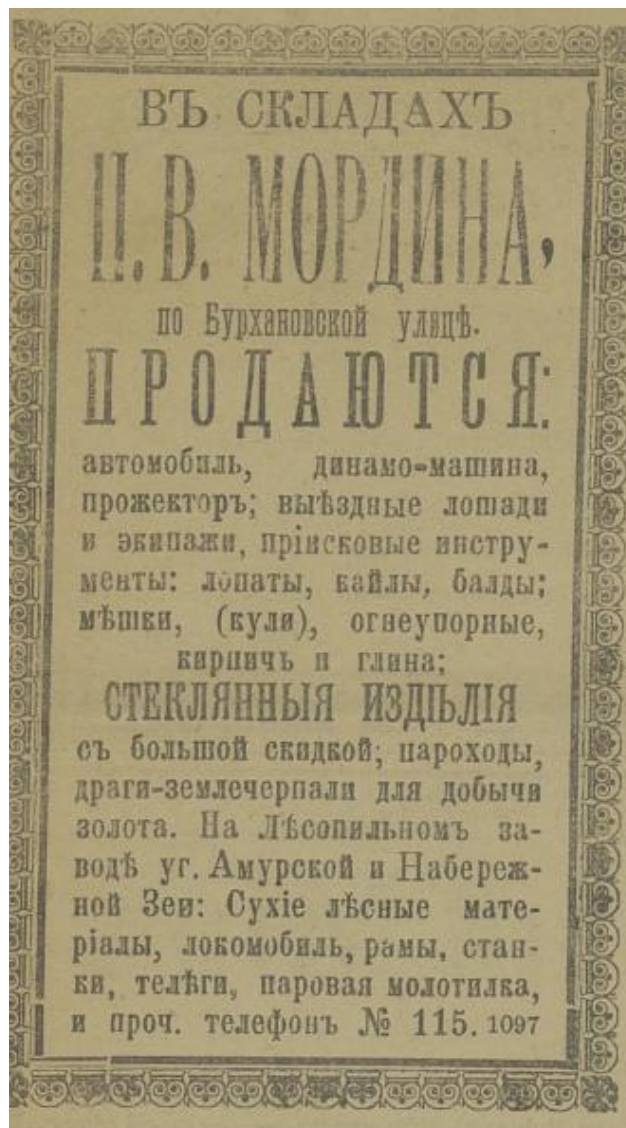 ВЪ СКЛАДАХЪ
П. В. МОРДИНА,
по Бурхановской улицѣ.
ПРОДАЮТСЯ:
автомобиль, динамо-машина,
прожекторъ; выѣздные лошади
и экипажи, пріисковые инстру-
менты: лопаты, кайлы, балды;
мѣшки, (кули), огнеупорные,
кирпичъ и глина;
СТЕКЛЯННЫЯ ИЗДѢЛІЯ
съ большой скидкой; пароходы,
драги-землечерпали для добычи
золота. На Лѣсопильномъ за-
водѣ уг. Амурской и Набереж-
ной Зеи: Сухіе лѣсные мате-
ріалы, локомобиль, рамы, стан-
ки, телѣги, паровая молотилка,
и проч. телефонъ № 115. 1097